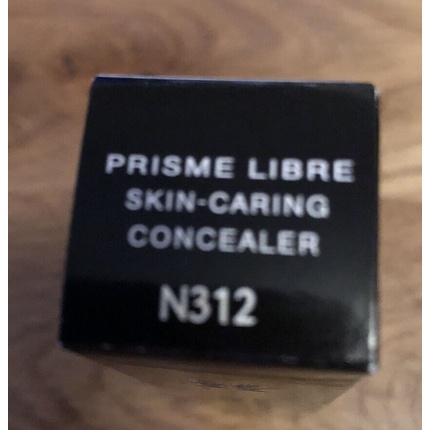 PRISME LIBRE
SKIN-CARING
CONCEALER
N312